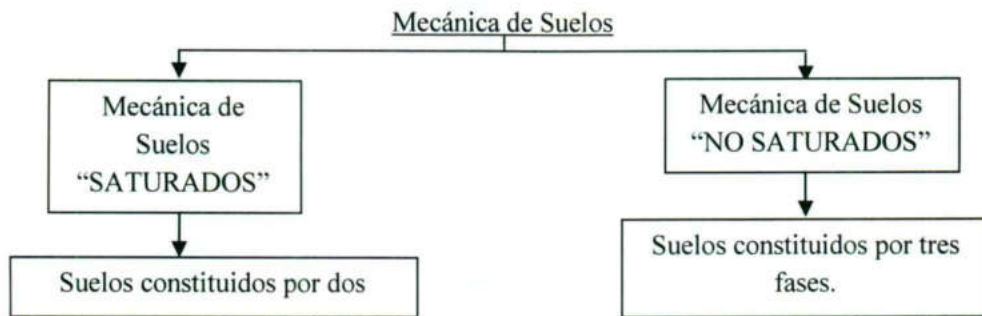 Mecánica de Suelos
Mecánica de
Suelos
“SATURADOS”
Mecánica de Suelos
“NO SATURADOS”
Suelos constituidos por dos
Suelos constituidos por tres
fases.